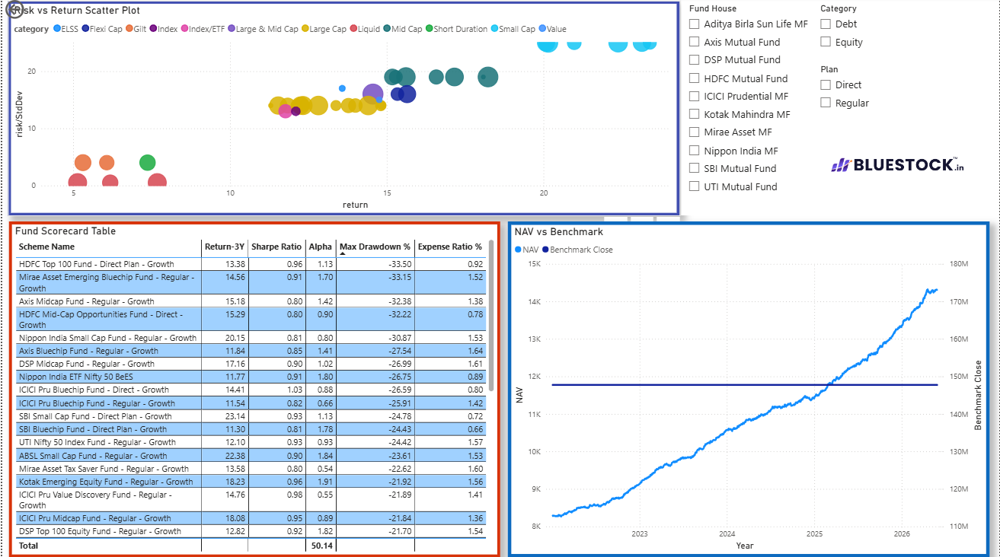 Risk vs Return Scatter Plot
category ELSS Flexi Cap Gilt Index Index/ETF Large & Mid Cap Large Cap Liquid Mid Cap Short Duration Small Cap Value
risk/StdDev
20
10
0
5 10 15 20
return
Fund House
Aditya Birla Sun Life MF
Axis Mutual Fund
DSP Mutual Fund
HDFC Mutual Fund
ICICI Prudential MF
Kotak Mahindra MF
Mirae Asset MF
Nippon India MF
SBI Mutual Fund
UTI Mutual Fund
Category
Debt
Equity
Plan
Direct
Regular
BLUESTOCK™.in
Fund Scorecard Table
Scheme Name Return-3Y Sharpe Ratio Alpha Max Drawdown % Expense Ratio %
HDFC Top 100 Fund - Direct Plan - Growth 13.38 0.96 1.13 -33.50 0.92
Mirae Asset Emerging Bluechip Fund - Regular - 14.56 0.91 1.70 -33.15 1.52
Growth
Axis Midcap Fund - Regular - Growth 15.18 0.80 1.42 -32.38 1.38
HDFC Mid-Cap Opportunities Fund - Direct - 15.29 0.80 0.90 -32.22 0.78
Growth
Nippon India Small Cap Fund - Regular - Growth 20.15 0.81 0.80 -30.87 1.53
Axis Bluechip Fund - Regular - Growth 11.84 0.85 1.41 -27.54 1.64
DSP Midcap Fund - Regular - Growth 17.16 0.90 1.02 -26.99 1.61
Nippon India ETF Nifty 50 BeES 11.77 0.91 1.80 -26.75 0.89
ICICI Pru Bluechip Fund - Direct - Growth 14.41 1.03 0.88 -26.59 0.80
ICICI Pru Bluechip Fund - Regular - Growth 11.54 0.82 0.66 -25.91 1.42
SBI Small Cap Fund - Direct Plan - Growth 23.14 0.93 1.13 -24.78 0.72
SBI Bluechip Fund - Direct Plan - Growth 11.30 0.81 1.78 -24.43 0.66
UTI Nifty 50 Index Fund - Regular - Growth 12.10 0.93 0.93 -24.42 1.57
ABSL Small Cap Fund - Regular - Growth 22.38 0.90 1.84 -23.61 1.53
Mirae Asset Tax Saver Fund - Regular - Growth 13.58 0.80 0.54 -22.62 1.60
Kotak Emerging Equity Fund - Regular - Growth 18.23 0.96 1.91 -21.92 1.56
ICICI Pru Value Discovery Fund - Regular - 14.76 0.98 0.55 -21.89 1.41
Growth
ICICI Pru Midcap Fund - Regular - Growth 18.08 0.95 0.89 -21.84 1.36
DSP Top 100 Equity Fund - Regular - Growth 12.82 0.92 1.82 -21.70 1.54
Total 50.14
NAV vs Benchmark
NAV Benchmark Close
NAV
15K
14K
13K
12K
11K
10K
9K
8K
180M
170M
160M
150M
140M
130M
120M
110M
Benchmark Close
2023 2024 2025 2026
Year